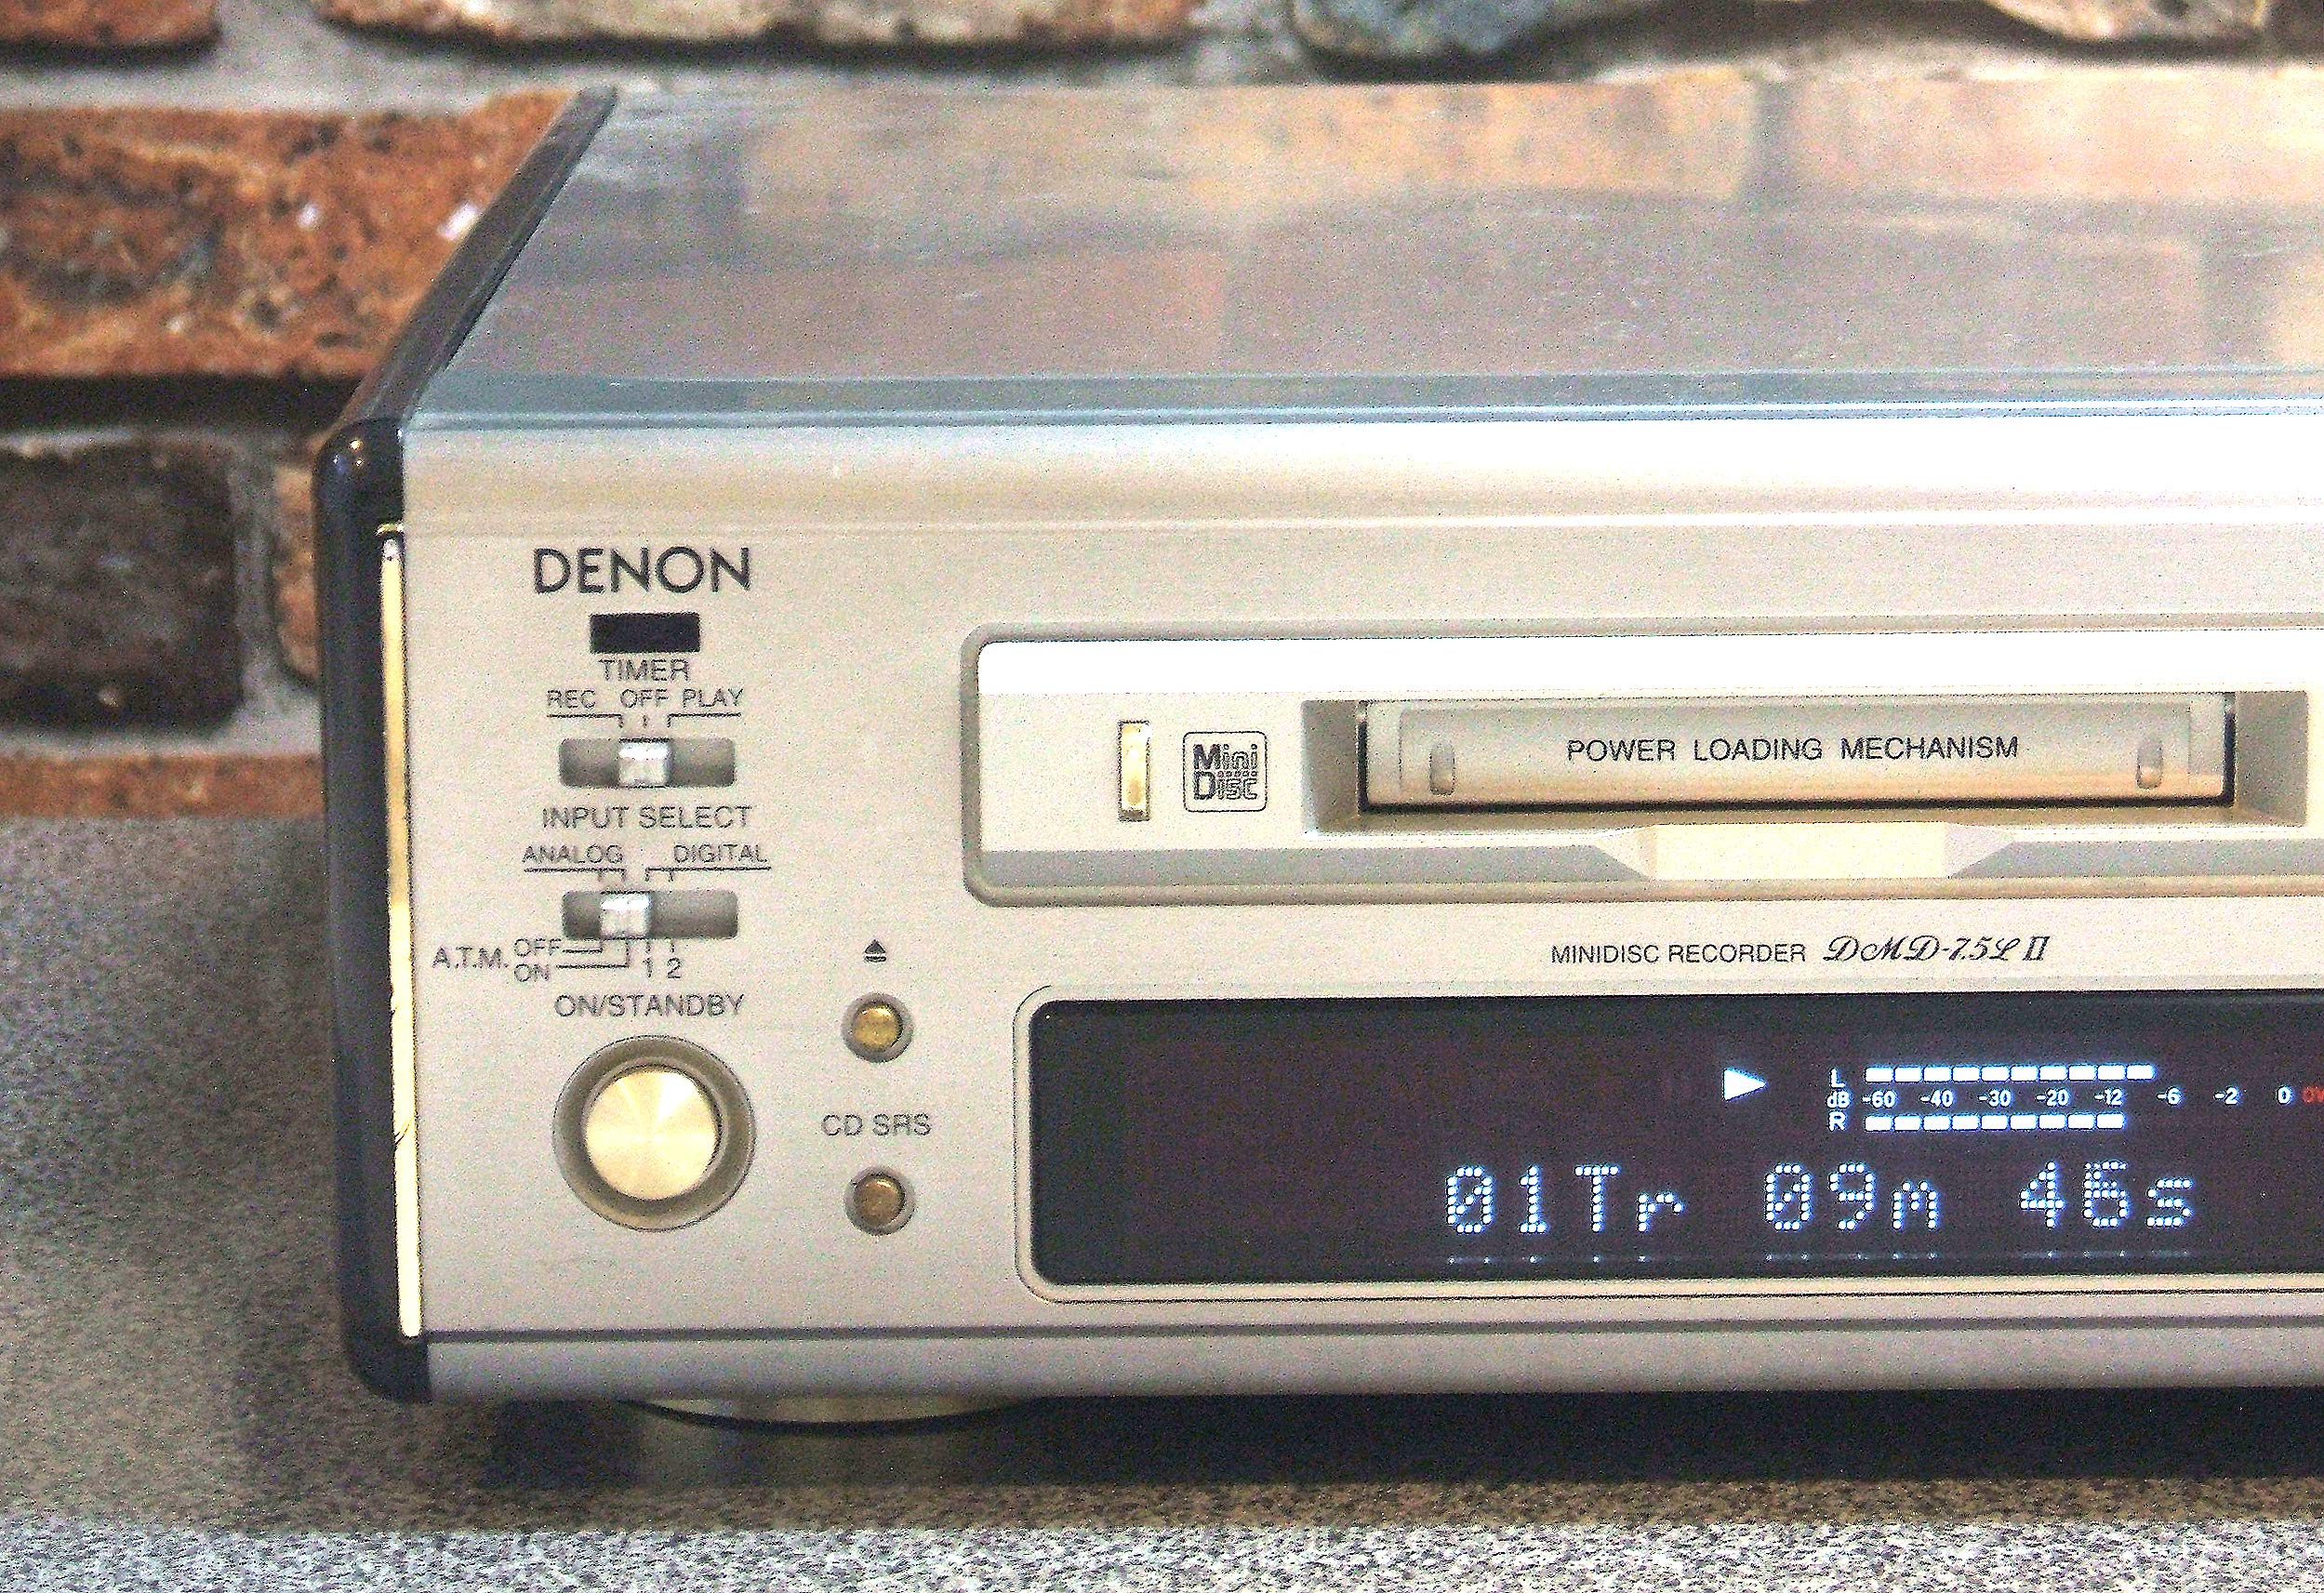 DENON
TIMER
REC OFF PLAY
INPUT SELECT
ANALOG DIGITAL
A.T.M. OFF
ON
1 2
ON/STANDBY
CD SRS
Mini
Disc
POWER LOADING MECHANISM
MINIDISC RECORDER DMD-7.5L II
L
dB -60 -40 -30 -20 -12 -6 -2 0
R
01Tr 09m 46s